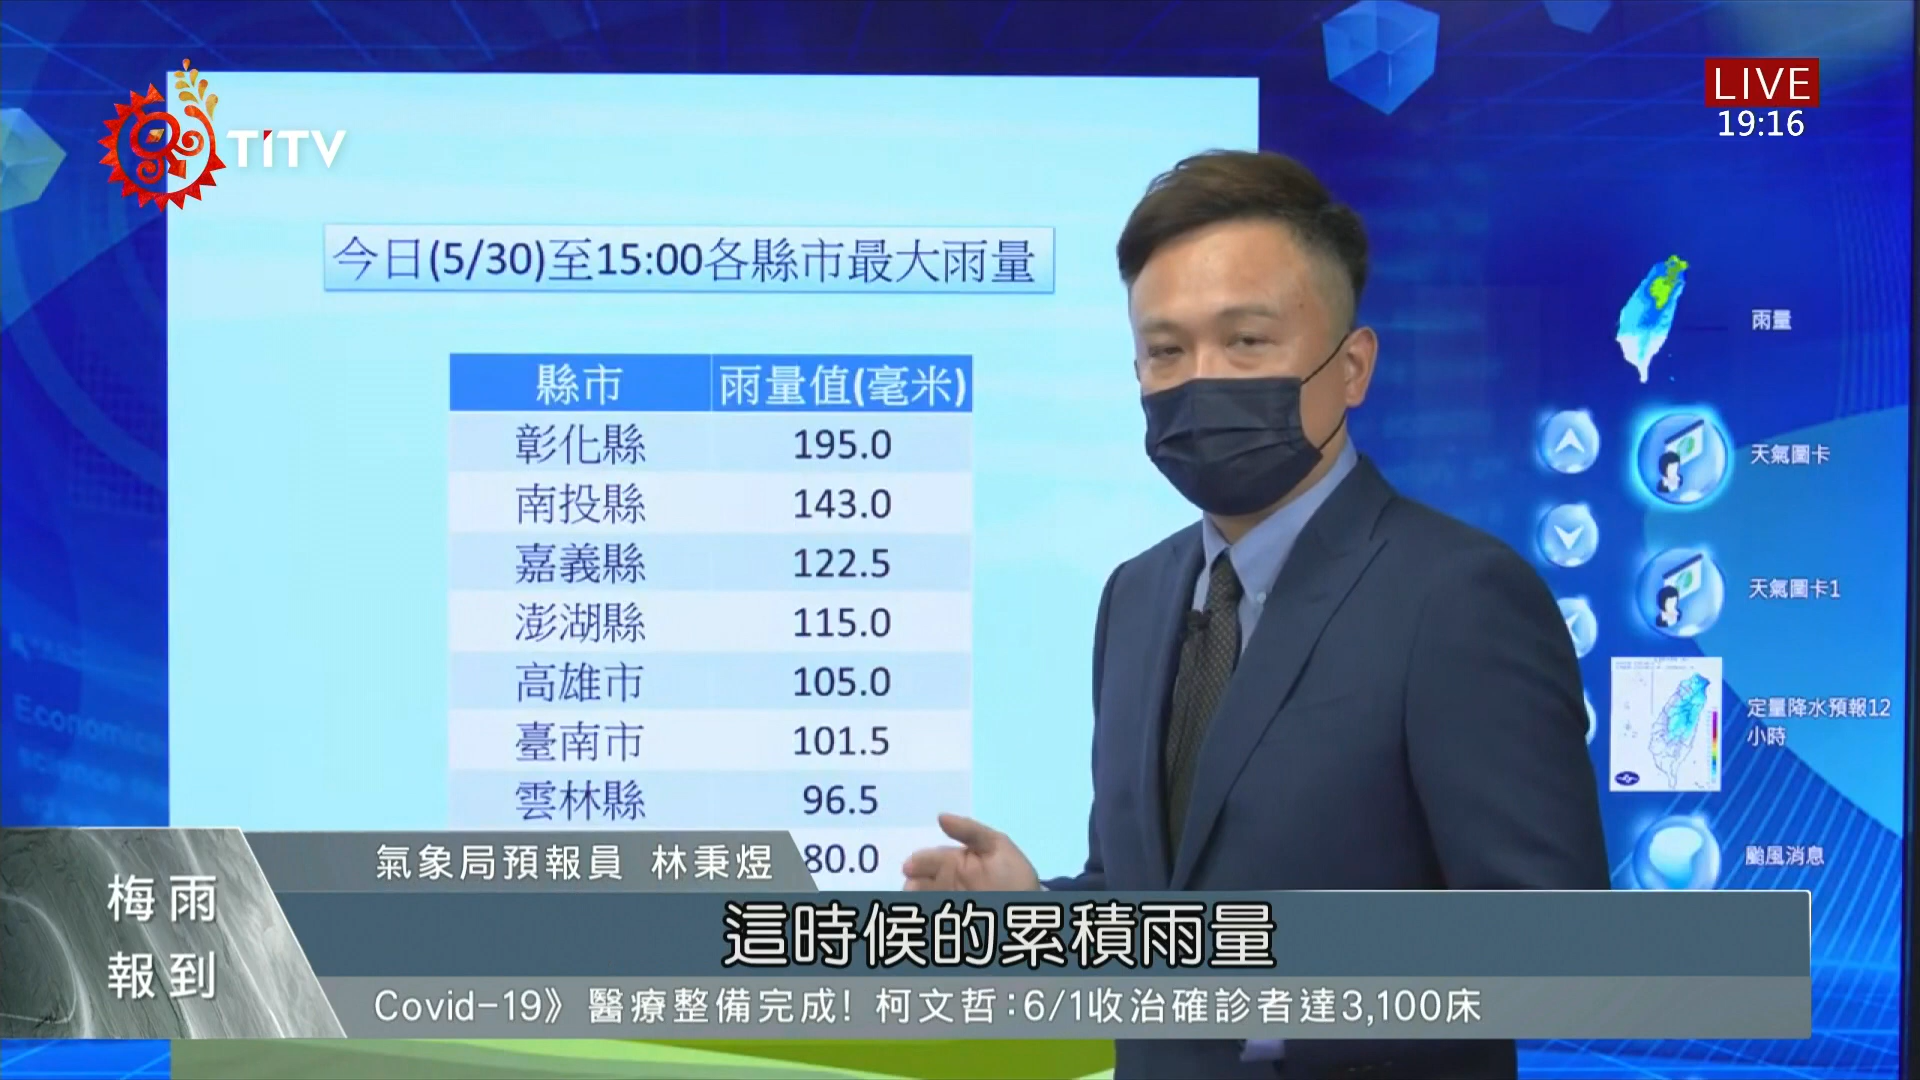 TiTV
LIVE
19:16
今日(5/30)至15:00各縣市最大雨量
縣市 雨量值(毫米)
彰化縣 195.0
南投縣 143.0
嘉義縣 122.5
澎湖縣 115.0
高雄市 105.0
臺南市 101.5
雲林縣 96.5
80.0
雨量
天氣圖卡
天氣圖卡1
定量降水預報12
小時
颱風消息
Economics
氣象局預報員 林秉煜
梅雨
報到
這時候的累積雨量
Covid-19》醫療整備完成! 柯文哲:6/1收治確診者達3,100床